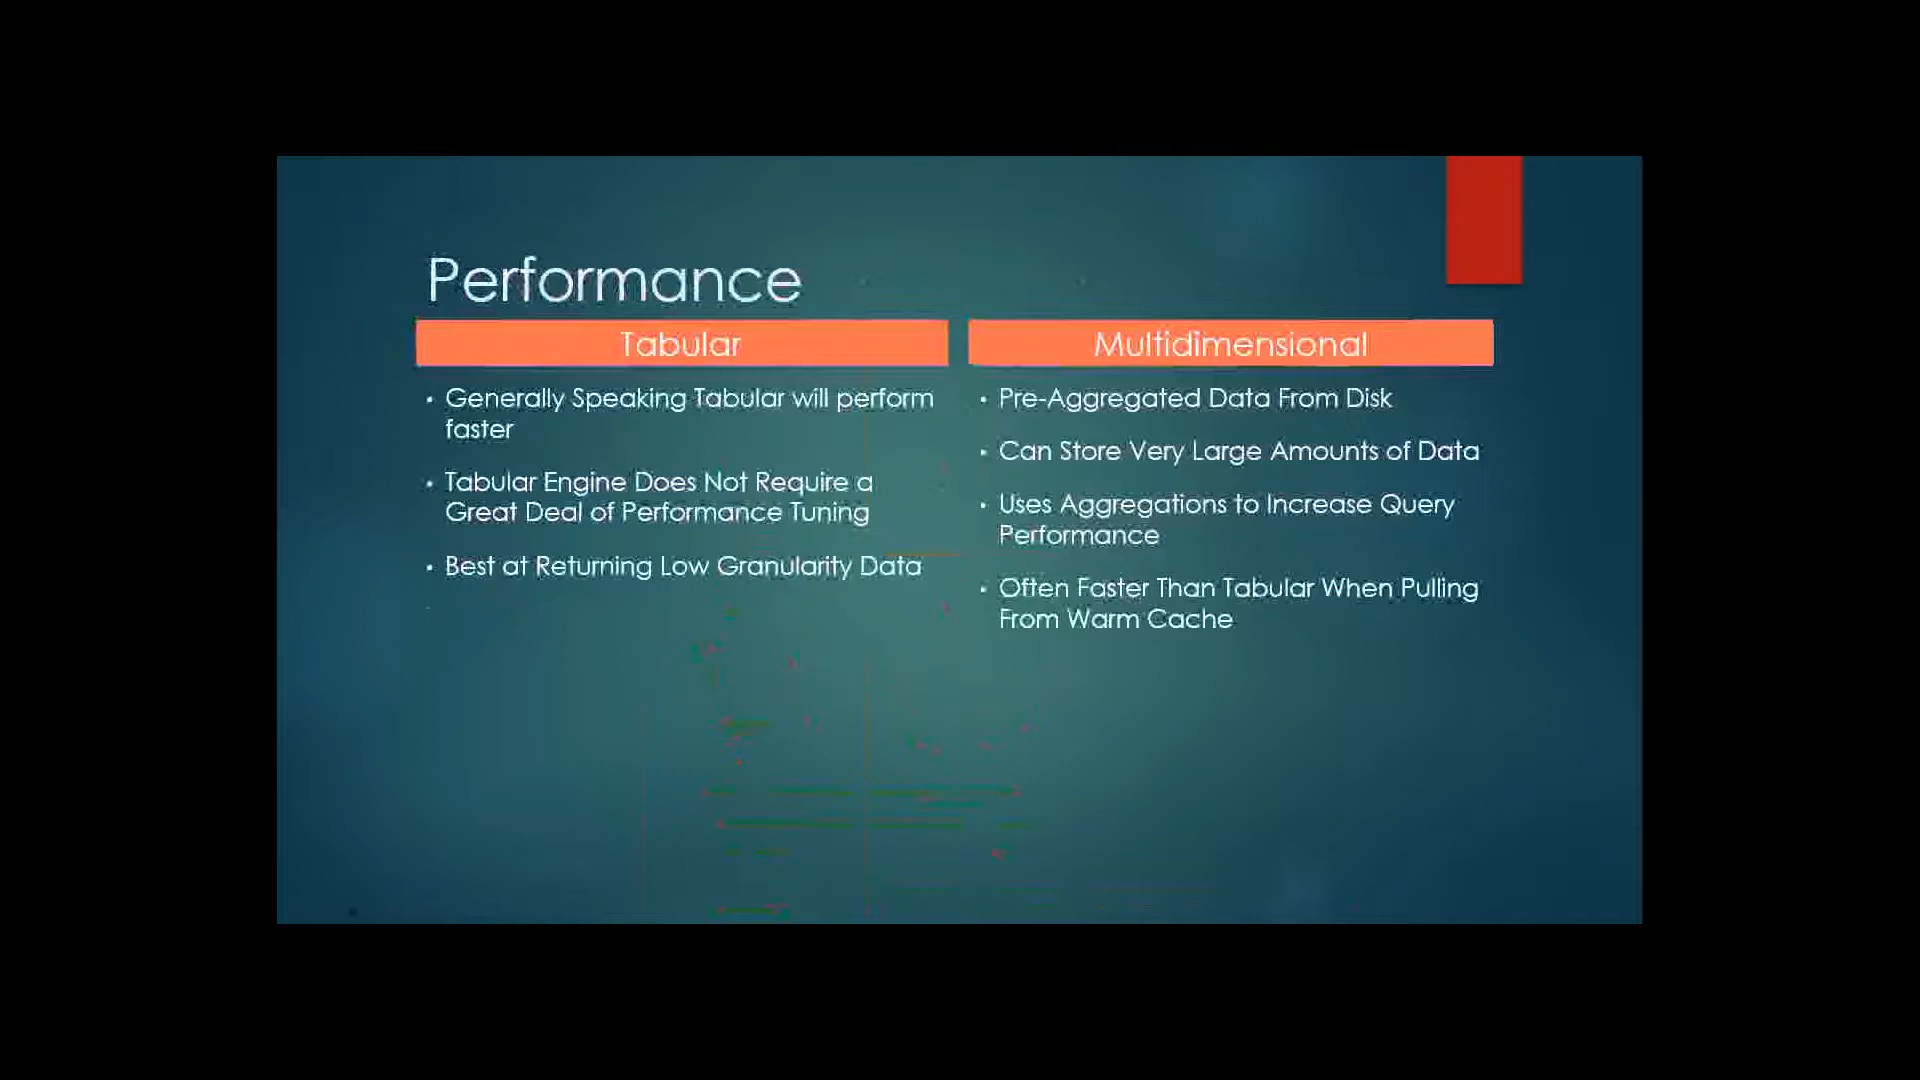 Performance
Tabular
• Generally Speaking Tabular will perform
faster
• Tabular Engine Does Not Require a
Great Deal of Performance Tuning
• Best at Returning Low Granularity Data
Multidimensional
• Pre-Aggregated Data From Disk
• Can Store Very Large Amounts of Data
• Uses Aggregations to Increase Query
Performance
• Often Faster Than Tabular When Pulling
From Warm Cache